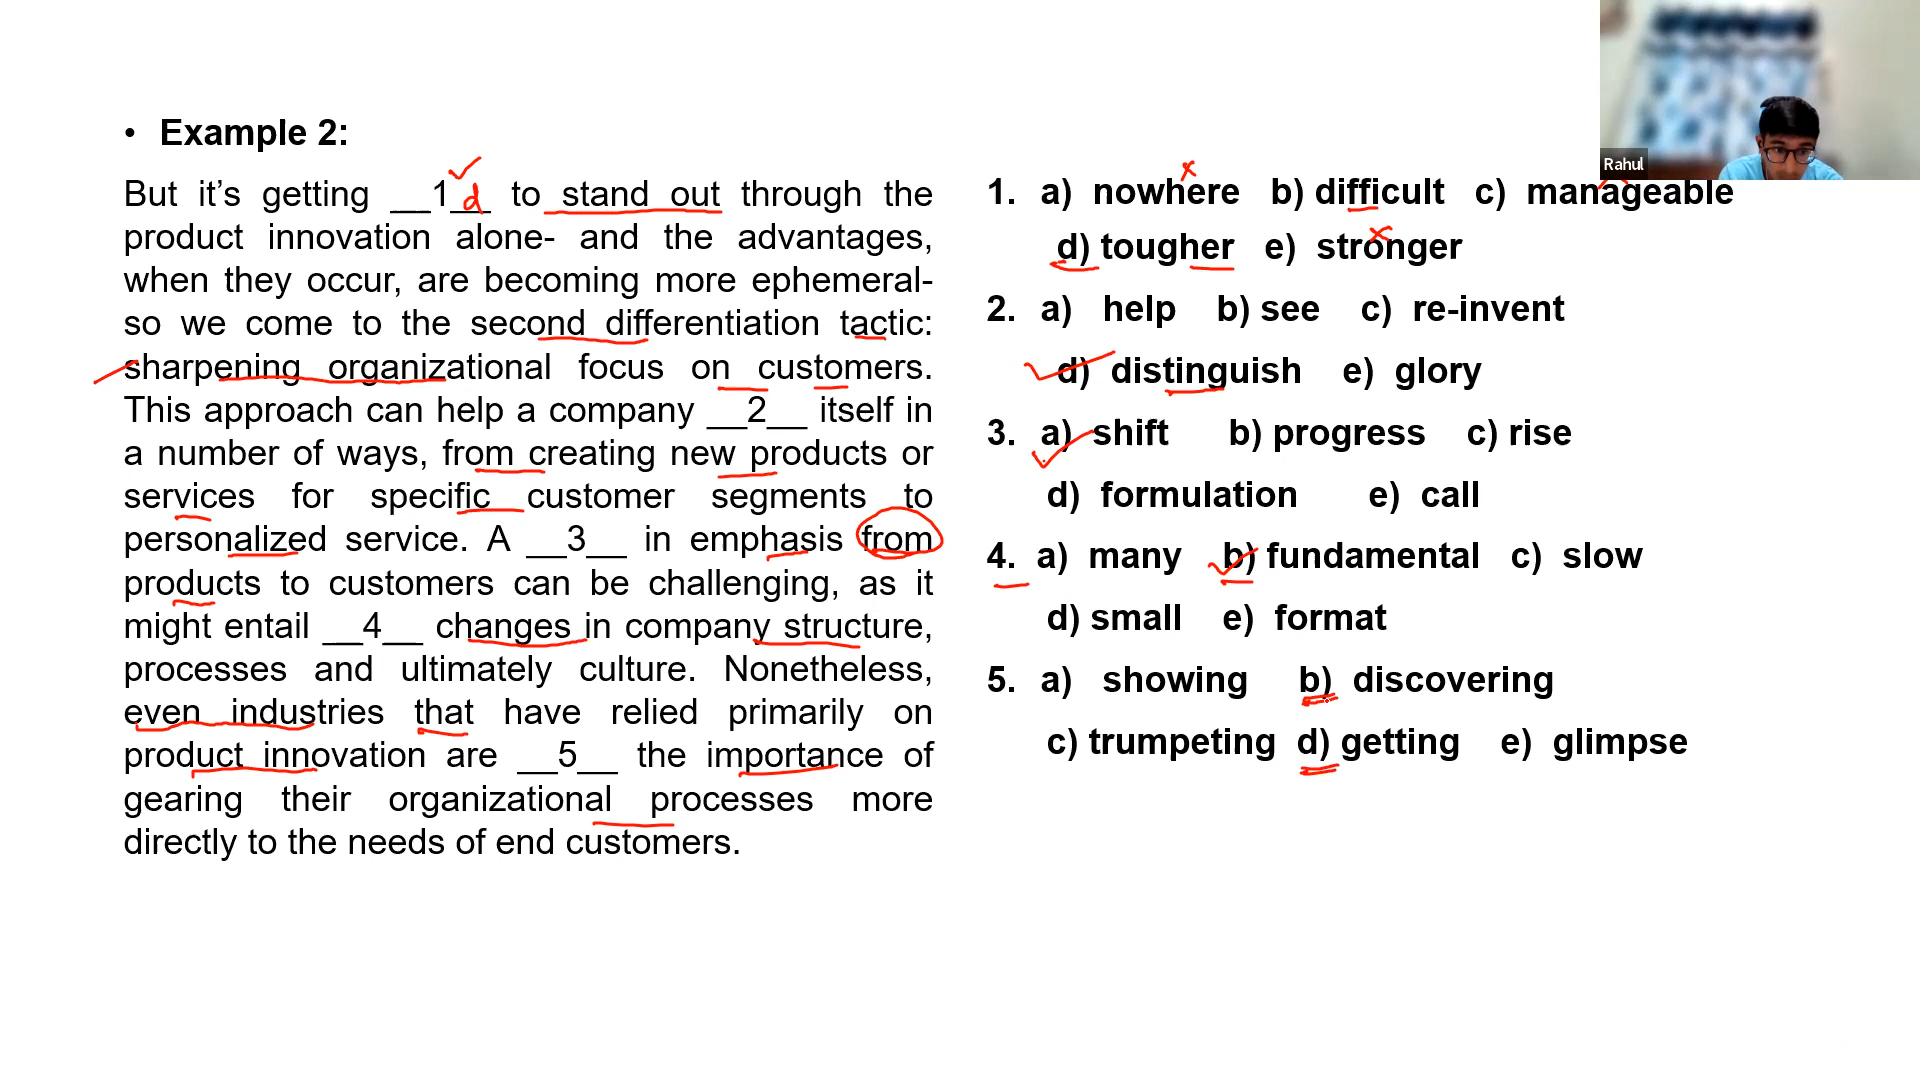 • Example 2:
But it’s getting __1__ to stand out through the
d
product innovation alone- and the advantages,
when they occur, are becoming more ephemeral-
so we come to the second differentiation tactic:
sharpening organizational focus on customers.
This approach can help a company __2__ itself in
a number of ways, from creating new products or
services for specific customer segments to
personalized service. A __3__ in emphasis from
products to customers can be challenging, as it
might entail __4__ changes in company structure,
processes and ultimately culture. Nonetheless,
even industries that have relied primarily on
product innovation are __5__ the importance of
gearing their organizational processes more
directly to the needs of end customers.
1. a) nowhere b) difficult c) manageable
d) tougher e) stronger
2. a) help b) see c) re-invent
d) distinguish e) glory
3. a) shift b) progress c) rise
d) formulation e) call
4. a) many b) fundamental c) slow
d) small e) format
5. a) showing b) discovering
c) trumpeting d) getting e) glimpse
Rahul